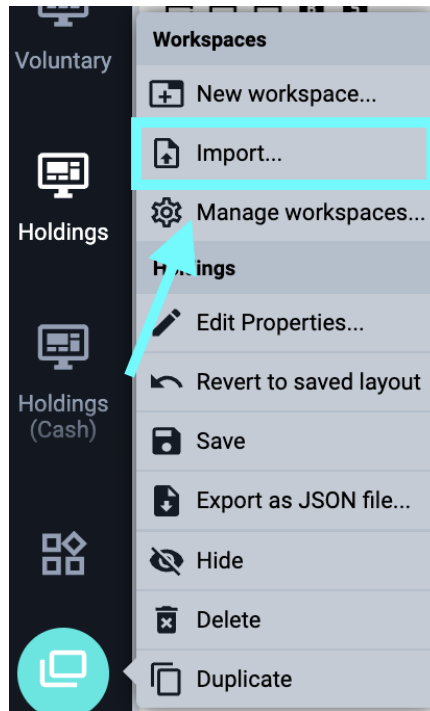 Voluntary
Holdings
Holdings
(Cash)
Workspaces
New workspace...
Import...
Manage workspaces...
Holdings
Edit Properties...
Revert to saved layout
Save
Export as JSON file...
Hide
Delete
Duplicate